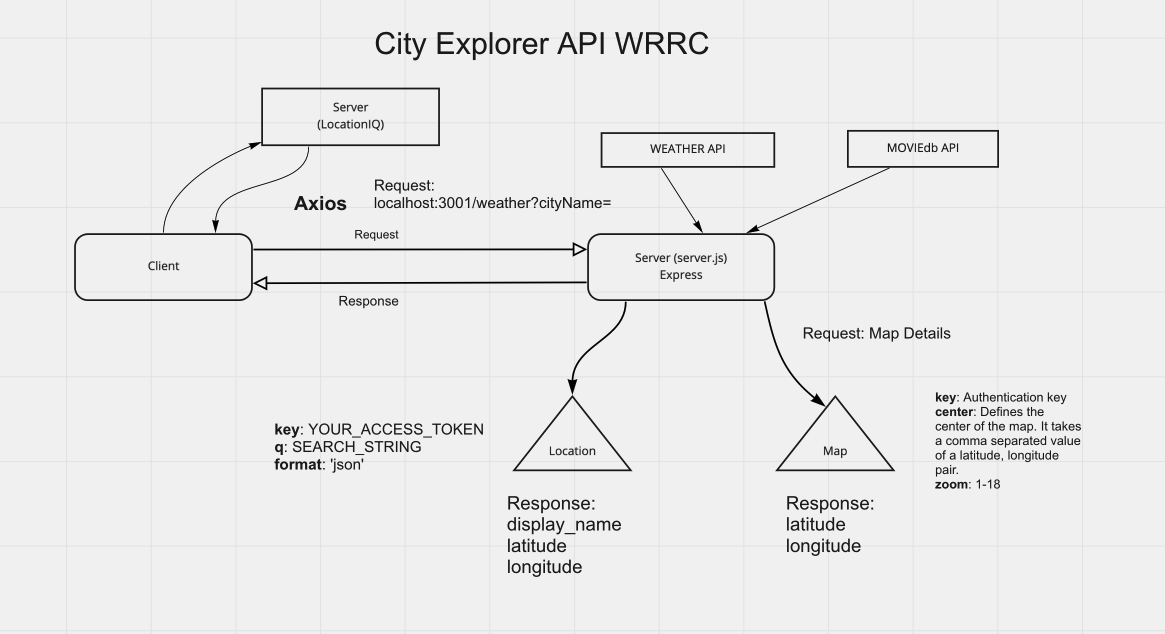 City Explorer API WRRC
Server
(LocationIQ)
WEATHER API
MOVIEdb API
Axios
Request:
localhost:3001/weather?cityName=
Request
Client
Server (server.js)
Express
Response
Request: Map Details
key: YOUR_ACCESS_TOKEN
q: SEARCH_STRING
format: 'json'
Location
Map
key: Authentication key
center: Defines the
center of the map. It takes
a comma separated value
of a latitude, longitude
pair.
zoom: 1-18
Response:
display_name
latitude
longitude
Response:
latitude
longitude